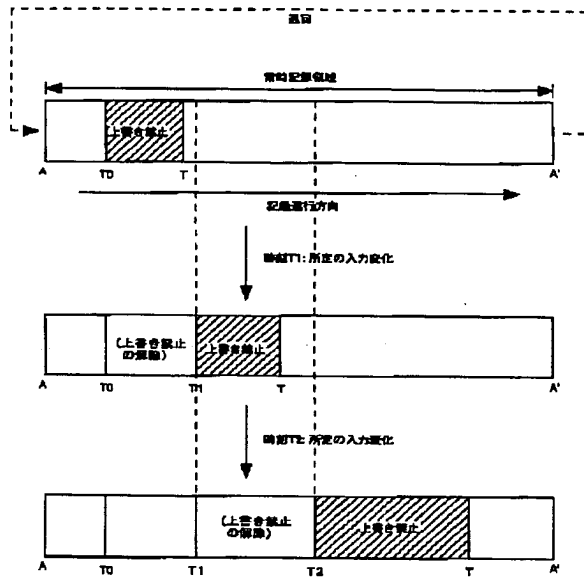 巡回
常時記録領域
上書き禁止
A T0 T A'
記録進行方向
時刻T1: 所定の入力変化
(上書き禁止
の解除)
上書き禁止
A T0 T1 T A'
時刻T2: 所定の入力変化
(上書き禁止
の解除)
上書き禁止
A T0 T1 T2 T A'